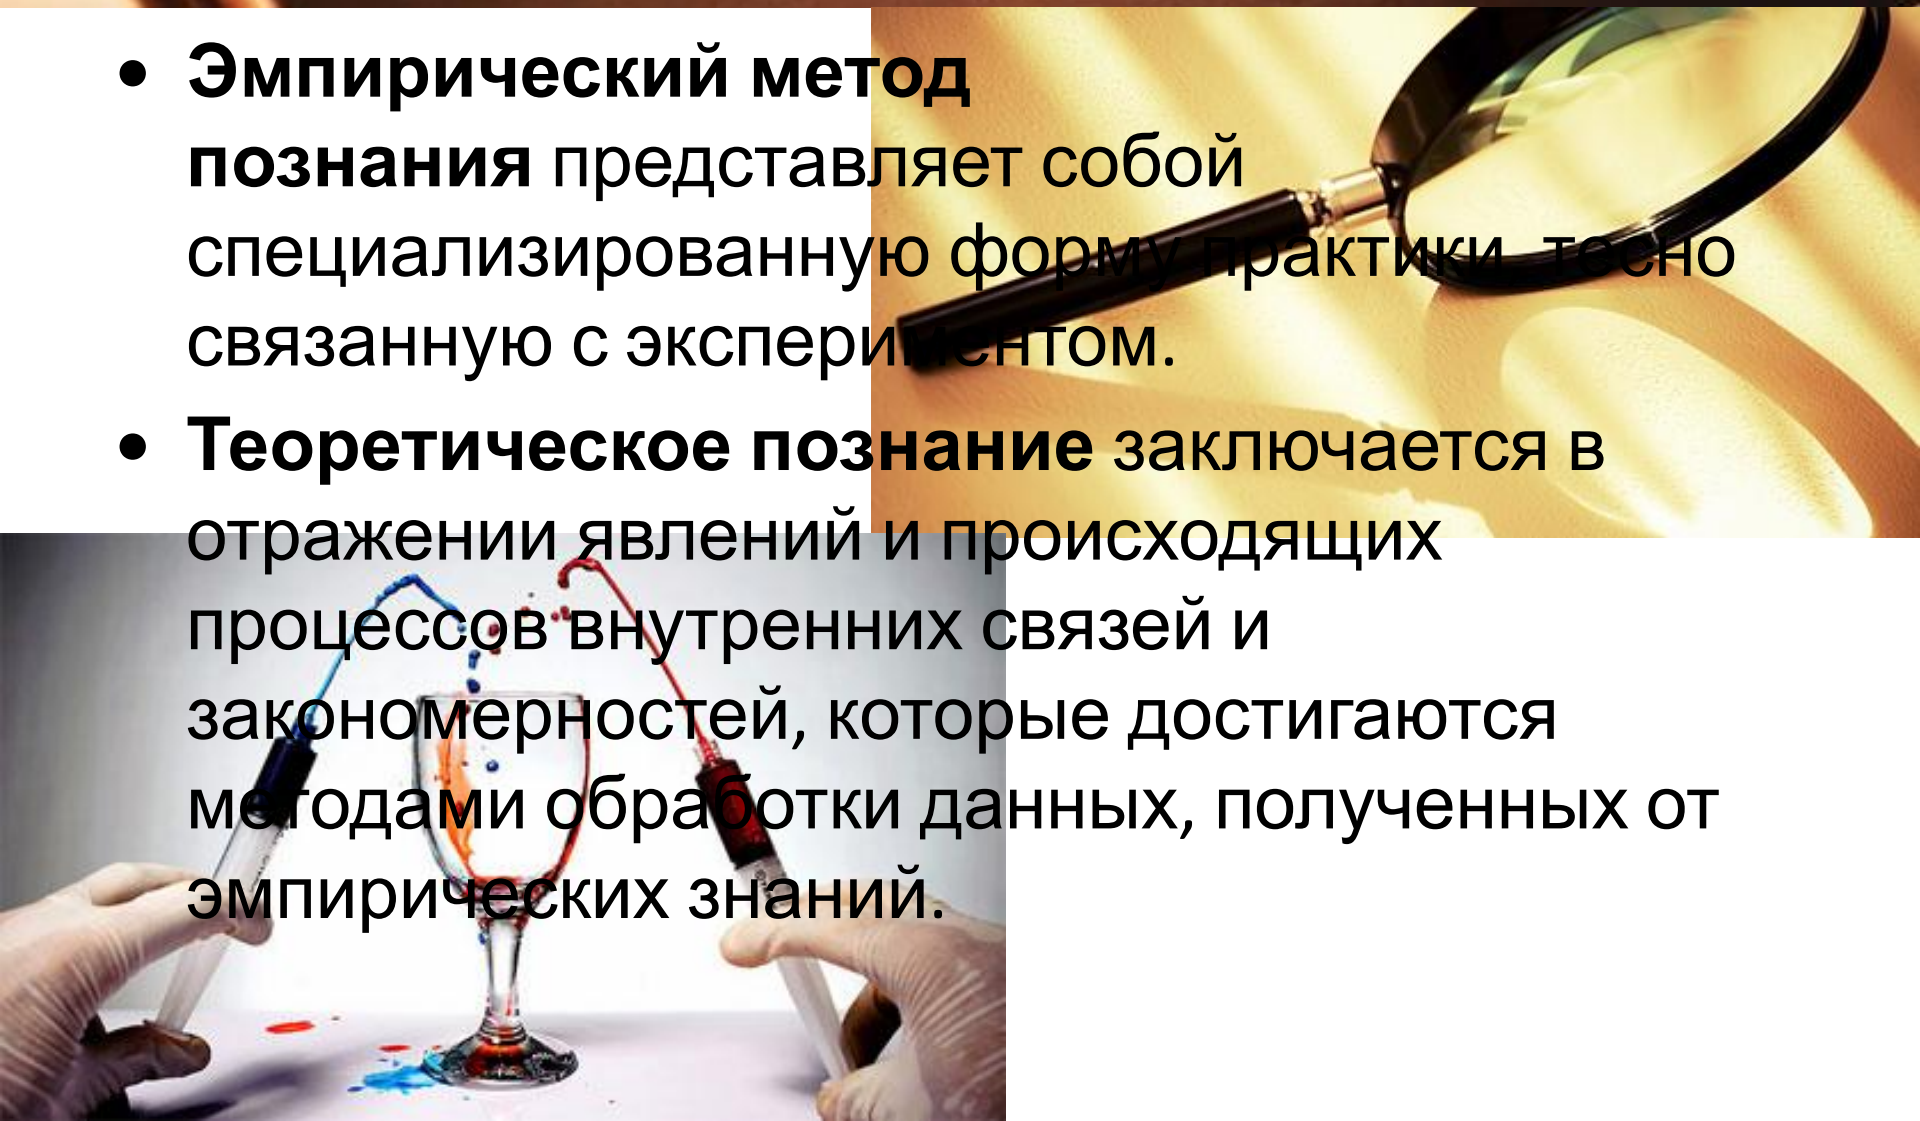 • Эмпирический метод
познания представляет собой
специализированную форму практики, тесно
связанную с экспериментом.
• Теоретическое познание заключается в
отражении явлений и происходящих
процессов внутренних связей и
закономерностей, которые достигаются
методами обработки данных, полученных от
эмпирических знаний.